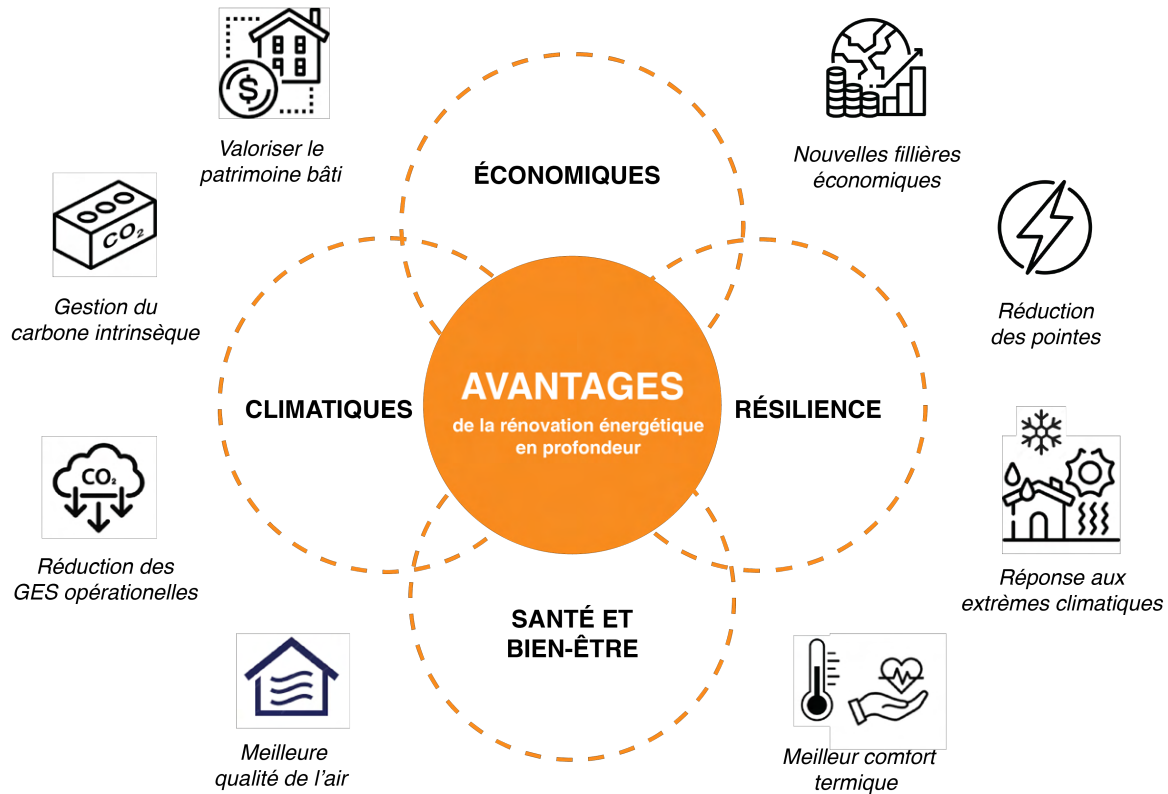 $
Valoriser le
patrimoine bâti
Nouvelles fillières
économiques
ÉCONOMIQUES
CO₂
Gestion du
carbone intrinsèque
Réduction
des pointes
CLIMATIQUES
AVANTAGES
de la rénovation énergétique
en profondeur
RÉSILIENCE
CO₂
Réduction des
GES opérationelles
Réponse aux
extrèmes climatiques
SANTÉ ET
BIEN-ÊTRE
Meilleure
qualité de l'air
Meilleur comfort
termique